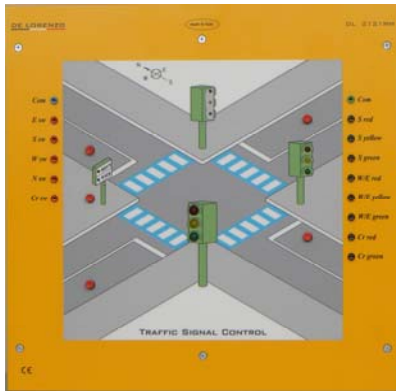 DE LORENZO
DL 2121RM
Com
E sw
S sw
W sw
N sw
Cr sw
Com
S red
S yellow
S green
W/E red
W/E yellow
W/E green
Cr red
Cr green
TRAFFIC SIGNAL CONTROL
CE